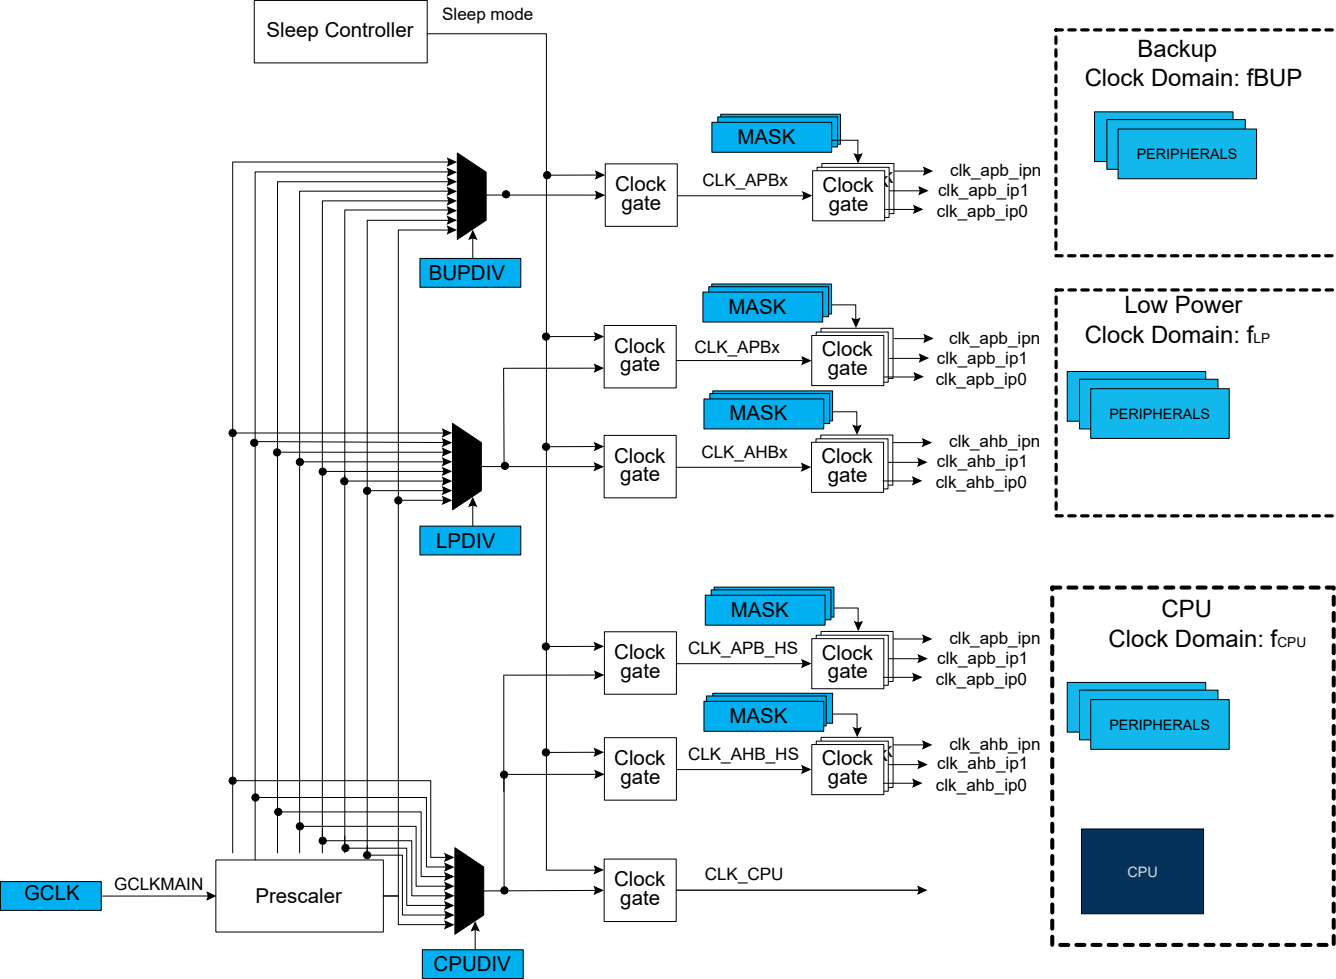 Sleep Controller
Sleep mode
Backup
Clock Domain: fBUP
PERIPHERALS
MASK
Clock
gate
CLK_APBx
Clock
gate
clk_apb_ipn
clk_apb_ip1
clk_apb_ip0
BUPDIV
Low Power
Clock Domain: fLP
PERIPHERALS
MASK
Clock
gate
CLK_APBx
Clock
gate
clk_apb_ipn
clk_apb_ip1
clk_apb_ip0
MASK
Clock
gate
CLK_AHBx
Clock
gate
clk_ahb_ipn
clk_ahb_ip1
clk_ahb_ip0
LPDIV
CPU
Clock Domain: fCPU
PERIPHERALS
CPU
MASK
Clock
gate
CLK_APB_HS
Clock
gate
clk_apb_ipn
clk_apb_ip1
clk_apb_ip0
MASK
Clock
gate
CLK_AHB_HS
Clock
gate
clk_ahb_ipn
clk_ahb_ip1
clk_ahb_ip0
Clock
gate
CLK_CPU
GCLK
GCLKMAIN
Prescaler
CPUDIV